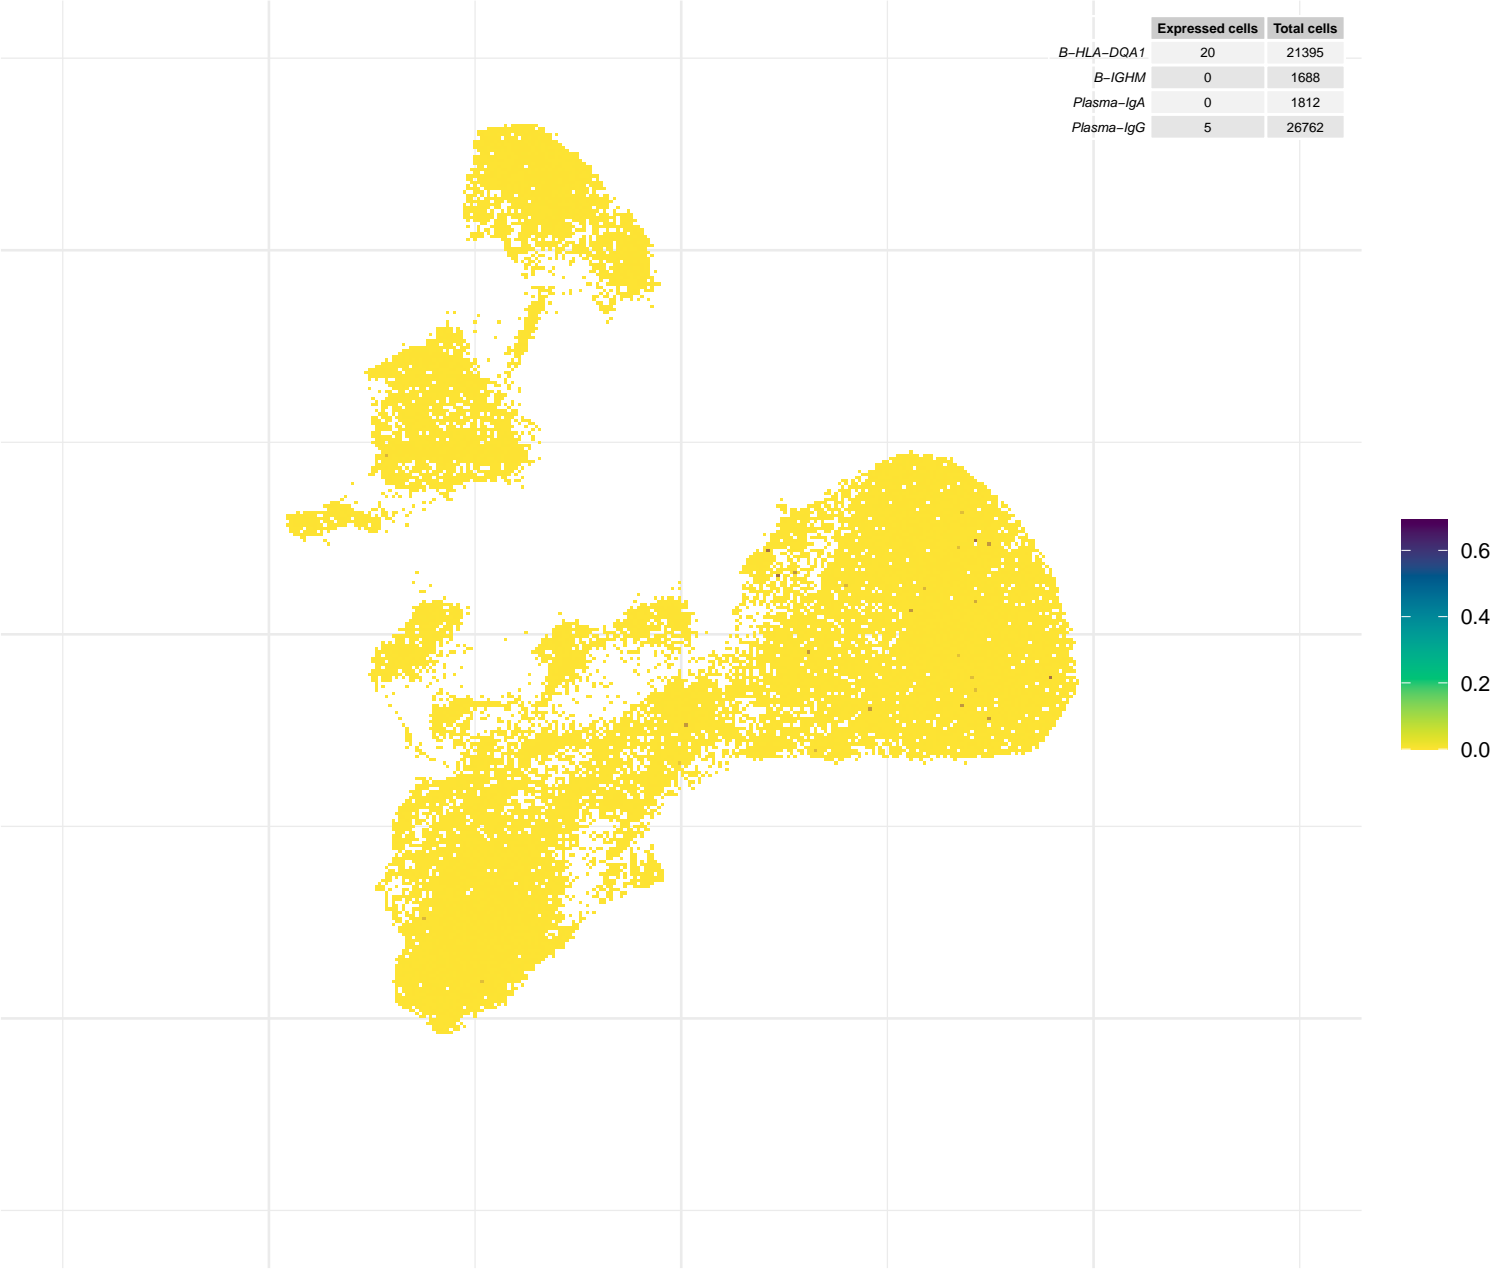 Expressed cells Total cells
B−HLA−DQA1 20 21395
B−IGHM 0 1688
Plasma−IgA 0 1812
Plasma−IgG 5 26762
0.6
0.4
0.2
0.0